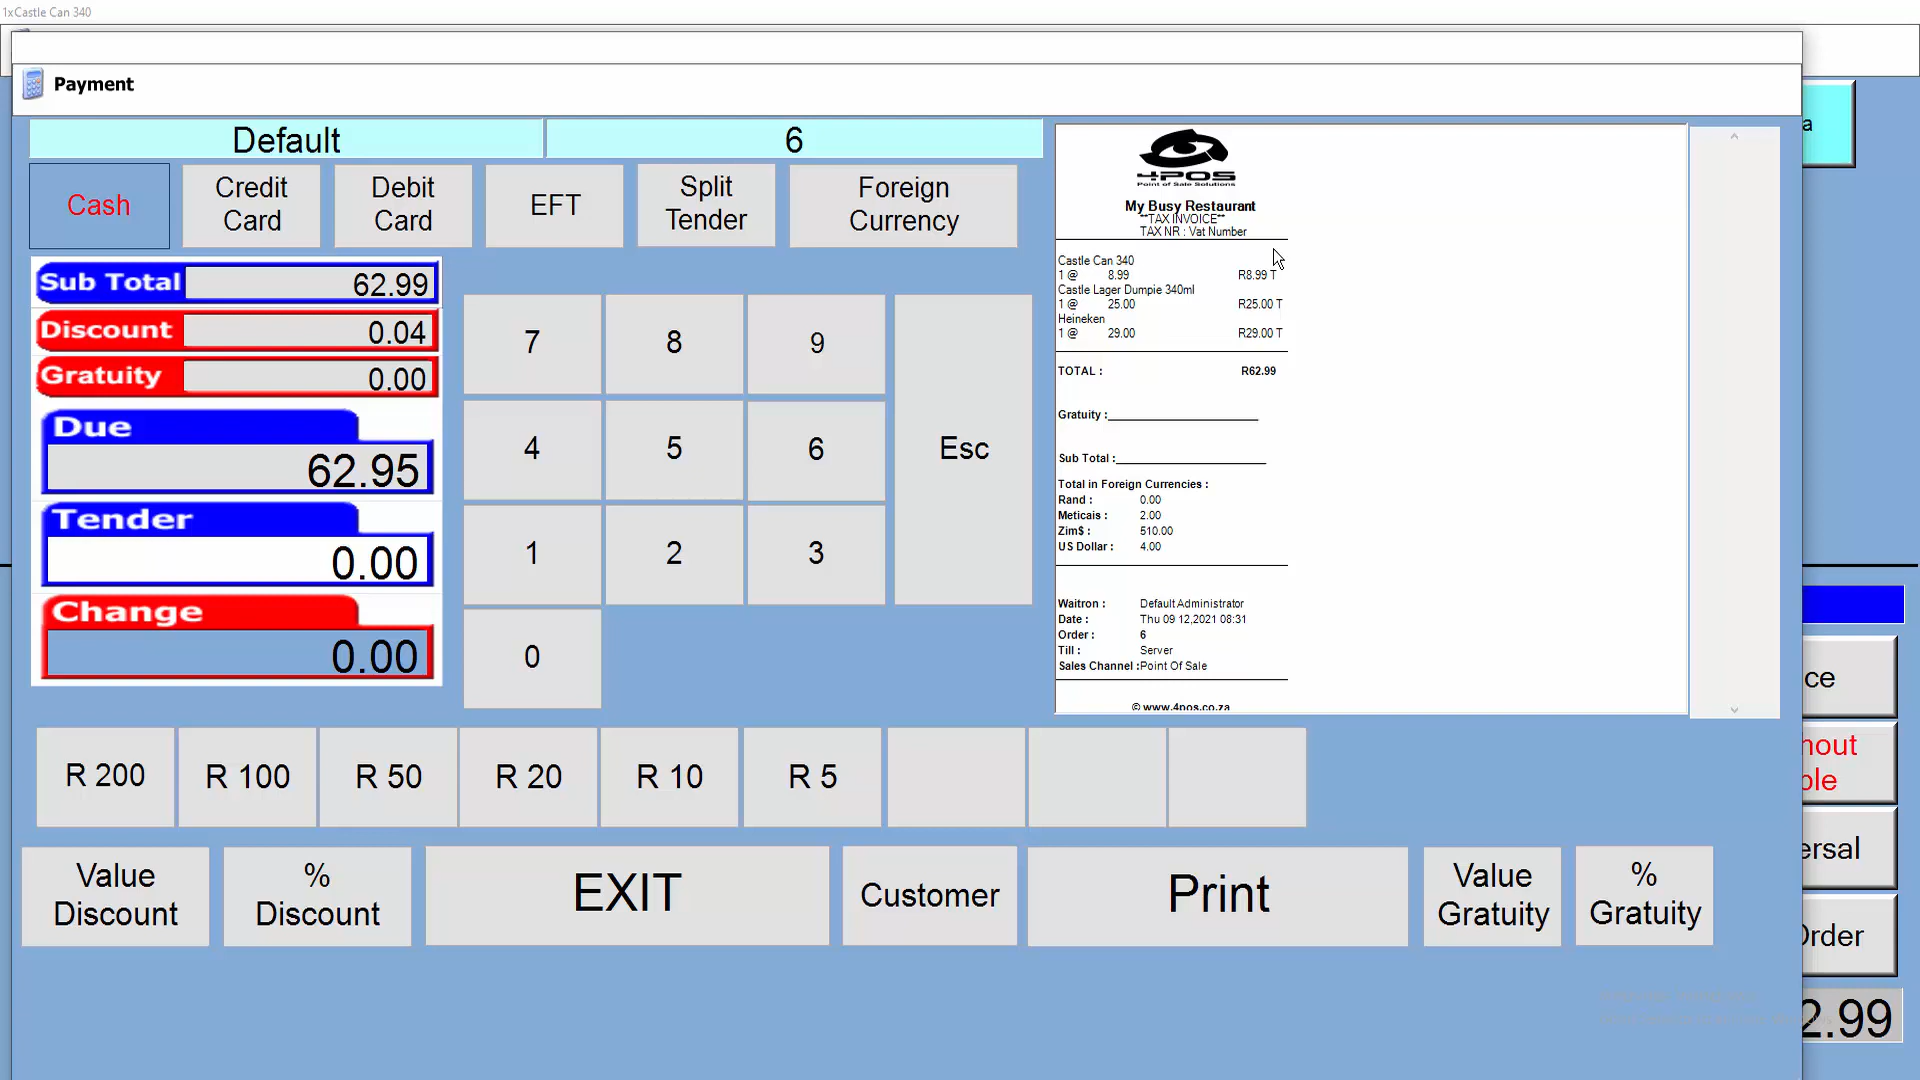 1xCastle Can 340
Payment
Default
6
Cash
Credit
Card
Debit
Card
EFT
Split
Tender
Foreign
Currency
Sub Total 62.99
Discount 0.04
Gratuity 0.00
Due
62.95
Tender
0.00
Change
0.00
7
8
9
4
5
6
Esc
1
2
3
0
4POS
Point of Sale Solutions
My Busy Restaurant
**TAX INVOICE**
TAX NR : Vat Number
Castle Can 340
1 @ 8.99 R8.99 T
Castle Lager Dumpie 340ml
1 @ 25.00 R25.00 T
Heineken
1 @ 29.00 R29.00 T
TOTAL : R62.99
Gratuity :
Sub Total :
Total in Foreign Currencies :
Rand : 0.00
Meticais : 2.00
Zim$ : 510.00
US Dollar : 4.00
Waitron : Default Administrator
Date : Thu 09 12,2021 08:31
Order : 6
Till : Server
Sales Channel :Point Of Sale
© www.4pos.co.za
R 200
R 100
R 50
R 20
R 10
R 5
Value
Discount
%
Discount
EXIT
Customer
Print
Value
Gratuity
%
Gratuity
a
ce
hout
ble
ersal
Order
2.99